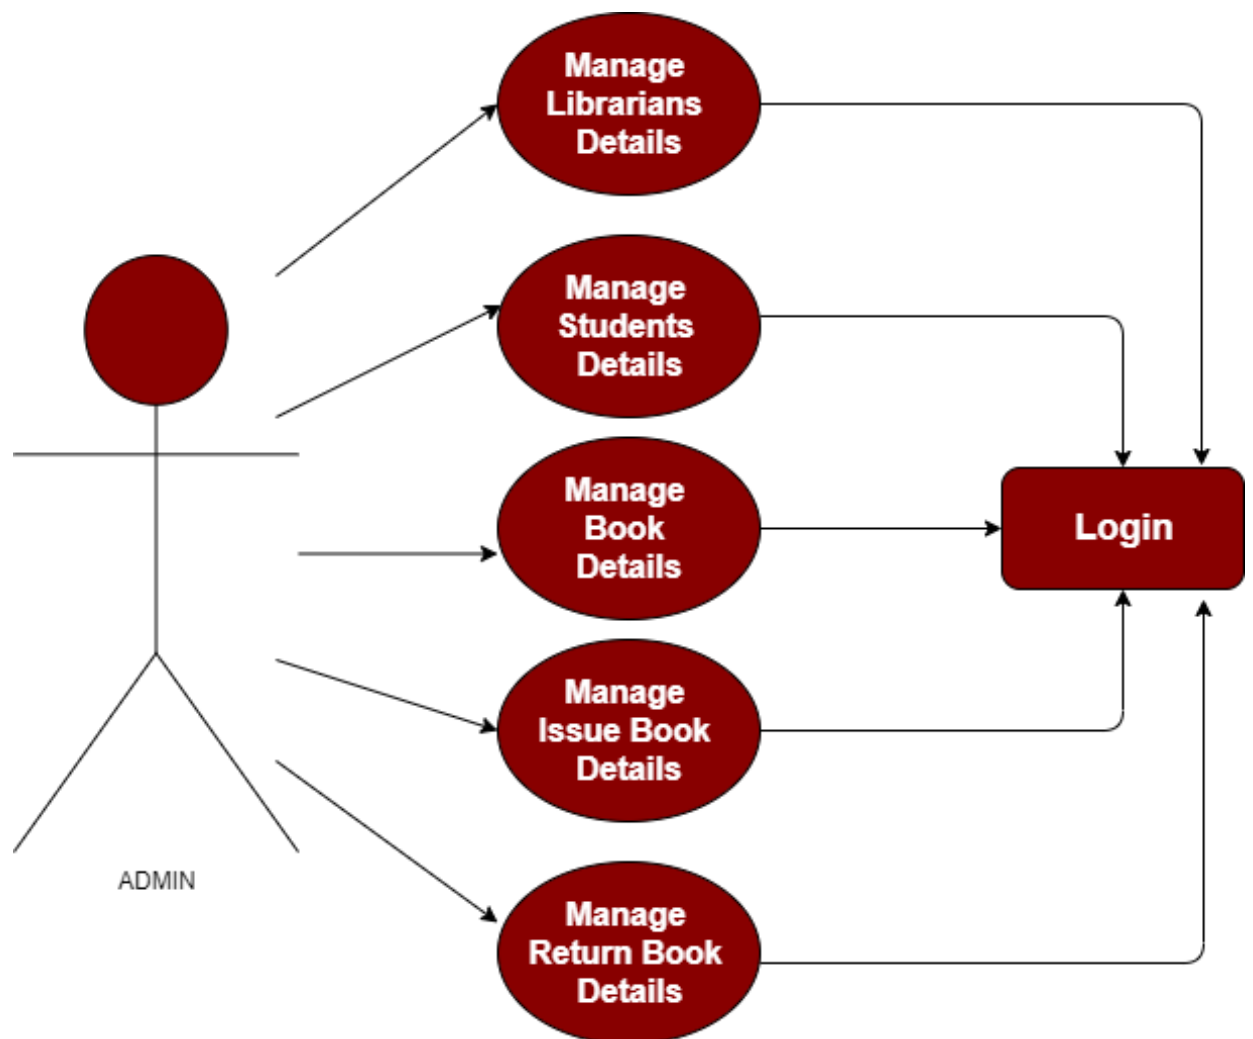 Manage
Librarians
Details
Manage
Students
Details
Manage
Book
Details
Login
Manage
Issue Book
Details
ADMIN
Manage
Return Book
Details